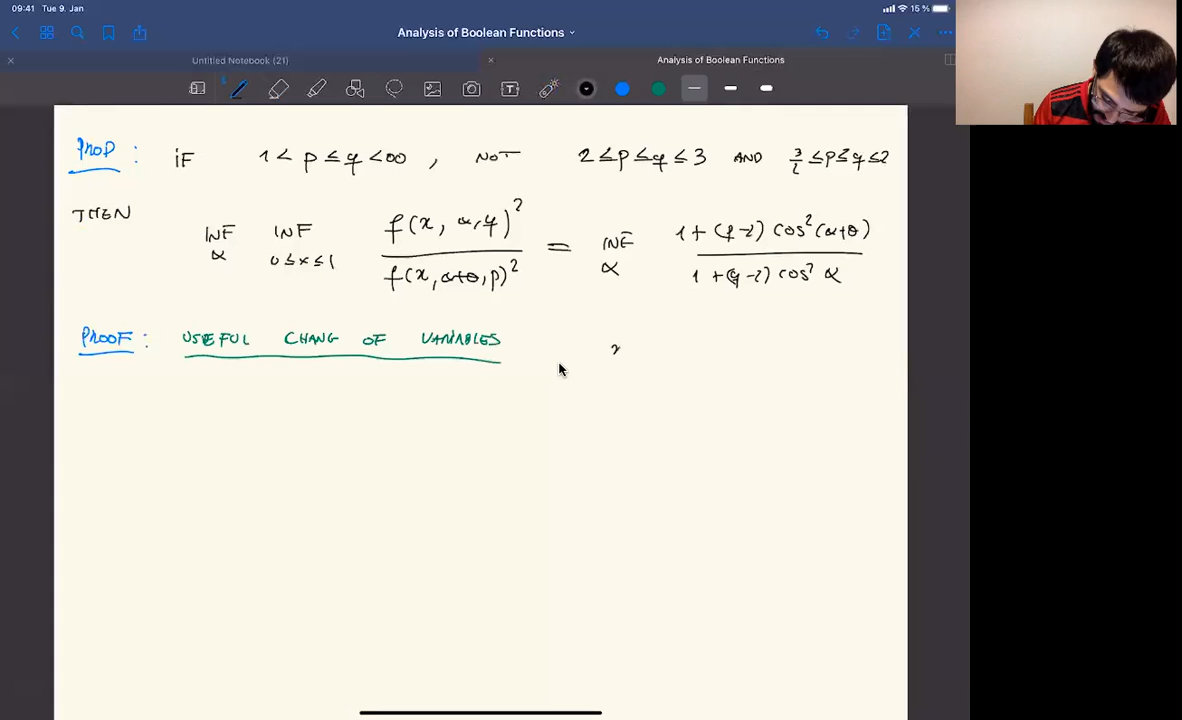 09:41 Tue 9. Jan
15 %
Analysis of Boolean Functions
Untitled Notebook (21)
Analysis of Boolean Functions
PROP : iF 1 < p ≤ q < ∞ , NOT 2 ≤ p ≤ q ≤ 3 AND 3/2 ≤ p ≤ q ≤ 2
THEN INF α INF 0 ≤ x ≤ 1 f(x, α, q)² / f(x, α+θ, p)² = INF α 1 + (q-2) cos²(α+θ) / 1 + (q-2) cos² α
PROOF : USEFUL CHANG OF VARIABLES